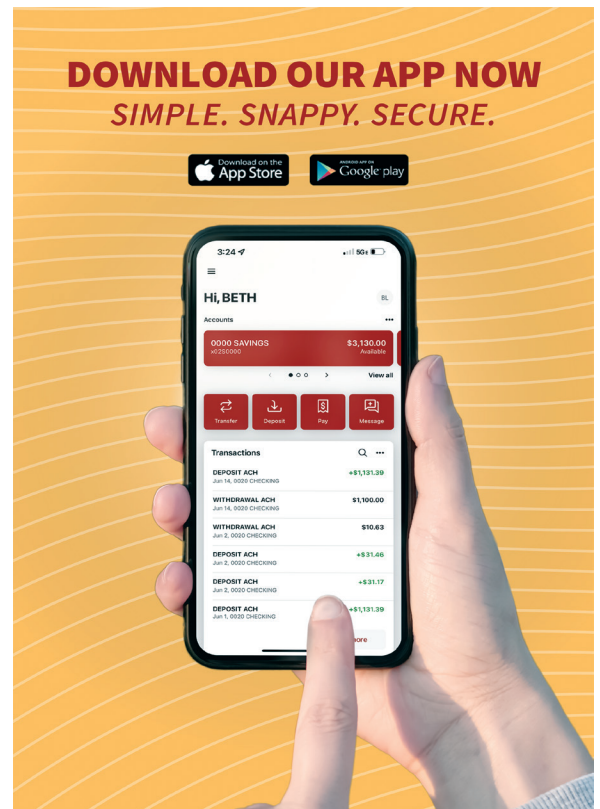 DOWNLOAD OUR APP NOW
SIMPLE. SNAPPY. SECURE.
Download on the
App Store
ANDROID APP ON
Google play
3:24
5G
Hi, BETH
BL
Accounts
0000 SAVINGS
$3,130.00
x0250000
Available
View all
Transfer
Deposit
Pay
Message
Transactions
DEPOSIT ACH
+$1,131.39
Jun 14, 0020 CHECKING
WITHDRAWAL ACH
$1,100.00
Jun 14, 0020 CHECKING
WITHDRAWAL ACH
$10.63
Jun 2, 0020 CHECKING
DEPOSIT ACH
+$31.46
Jun 2, 0020 CHECKING
DEPOSIT ACH
+$31.17
Jun 2, 0020 CHECKING
DEPOSIT ACH
+$1,131.39
Jun 1, 0020 CHECKING